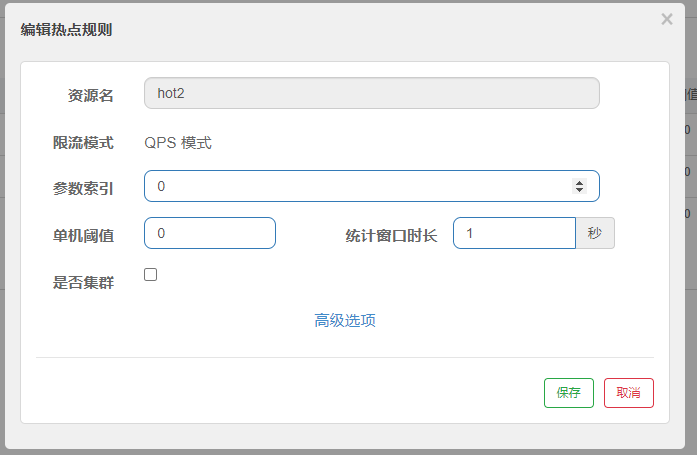 编辑热点规则 ×
资源名 hot2
限流模式 QPS 模式
参数索引 0
单机阈值 0 统计窗口时长 1 秒
是否集群
高级选项
保存 取消
值
0
0
0